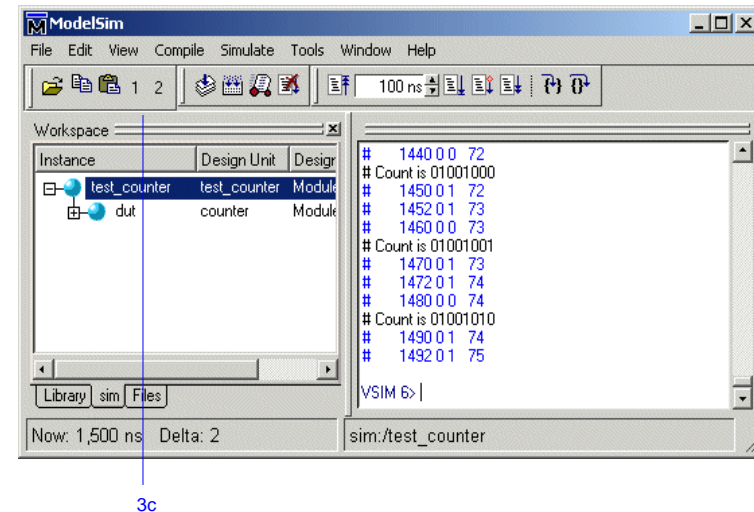 ModelSim
File Edit View Compile Simulate Tools Window Help
1 2 100 ns
Workspace
Instance Design Unit Design
test_counter test_counter Module
dut counter Module
# 1440 0 0 72
# Count is 01001000
# 1450 0 1 72
# 1452 0 1 73
# 1460 0 0 73
# Count is 01001001
# 1470 0 1 73
# 1472 0 1 74
# 1480 0 0 74
# Count is 01001010
# 1490 0 1 74
# 1492 0 1 75
VSIM 6>
Library sim Files
Now: 1,500 ns Delta: 2 sim:/test_counter
3c